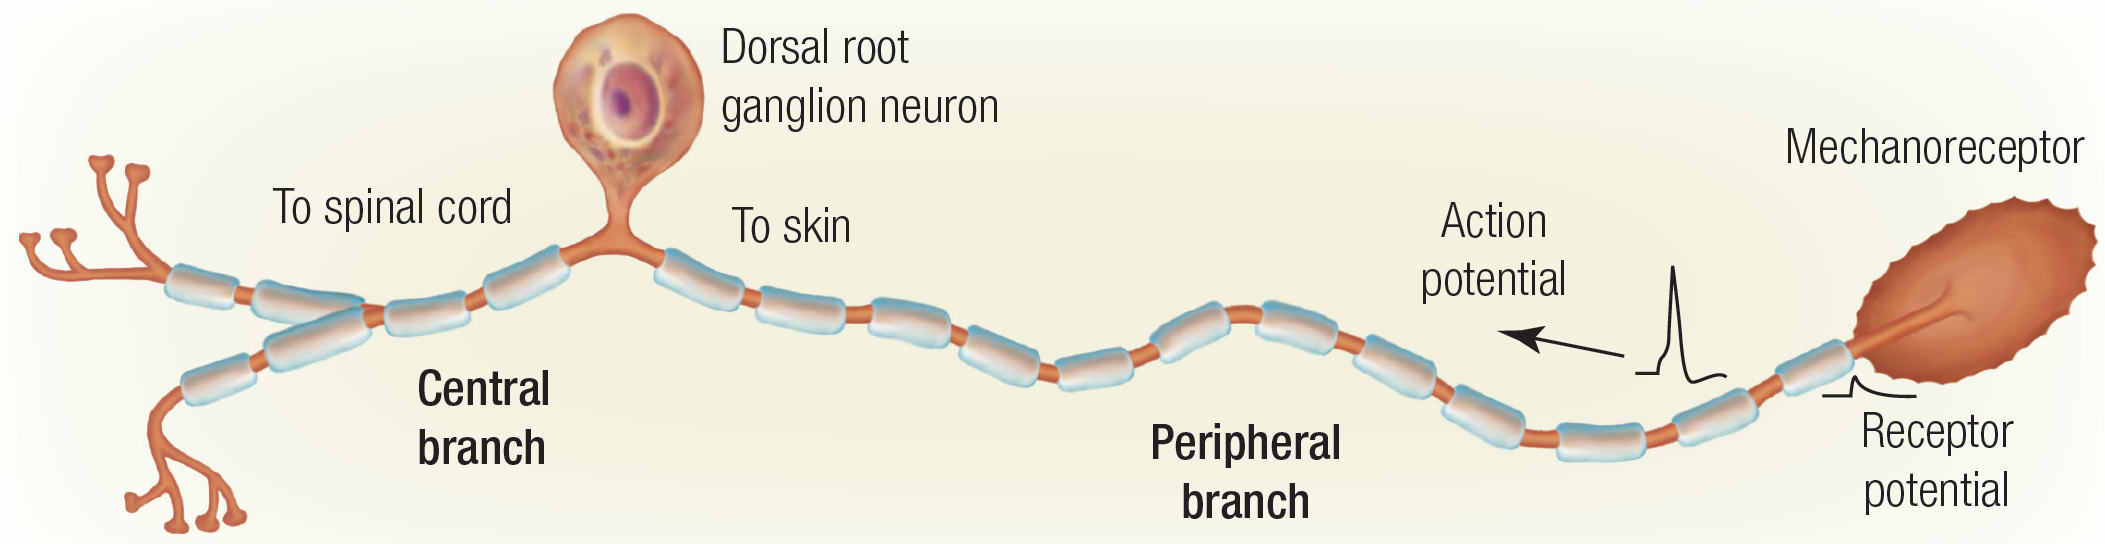 Dorsal root
ganglion neuron
Mechanoreceptor
To spinal cord
To skin
Action
potential
Central
branch
Peripheral
branch
Receptor
potential